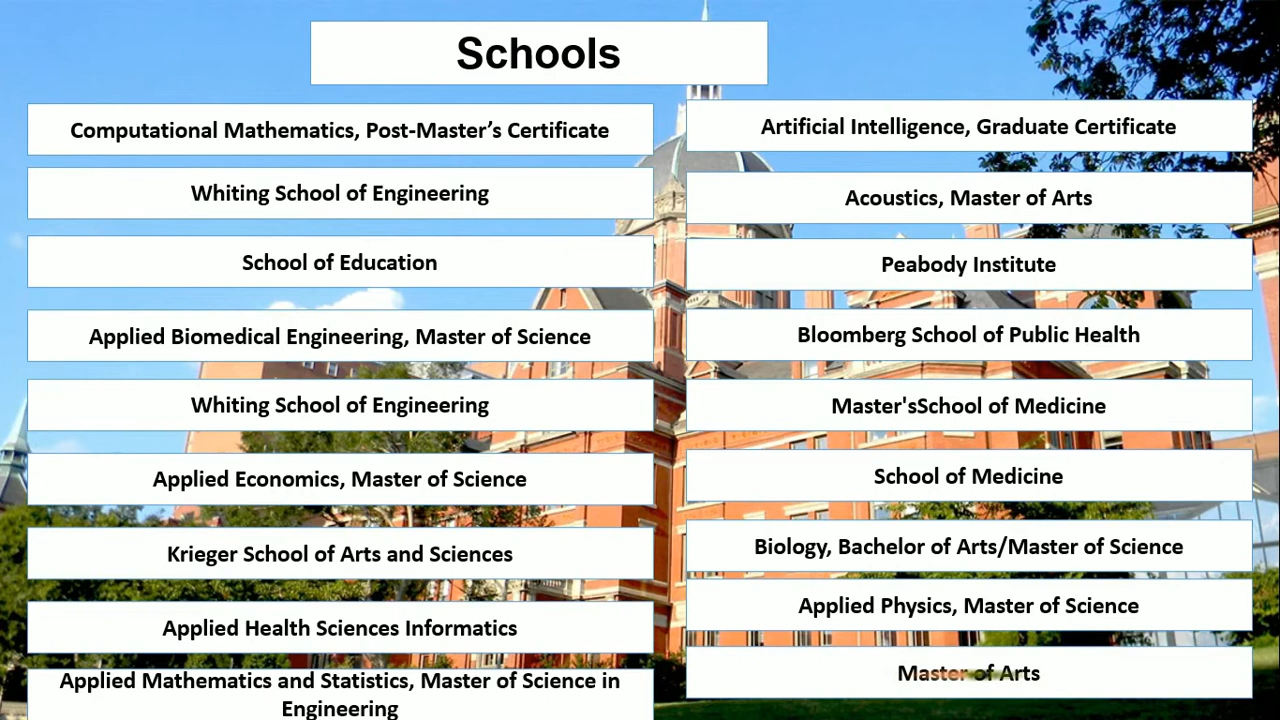 Schools
Computational Mathematics, Post-Master’s Certificate
Whiting School of Engineering
School of Education
Applied Biomedical Engineering, Master of Science
Whiting School of Engineering
Applied Economics, Master of Science
Krieger School of Arts and Sciences
Applied Health Sciences Informatics
Applied Mathematics and Statistics, Master of Science in
Engineering
Artificial Intelligence, Graduate Certificate
Acoustics, Master of Arts
Peabody Institute
Bloomberg School of Public Health
Master'sSchool of Medicine
School of Medicine
Biology, Bachelor of Arts/Master of Science
Applied Physics, Master of Science
Master of Arts